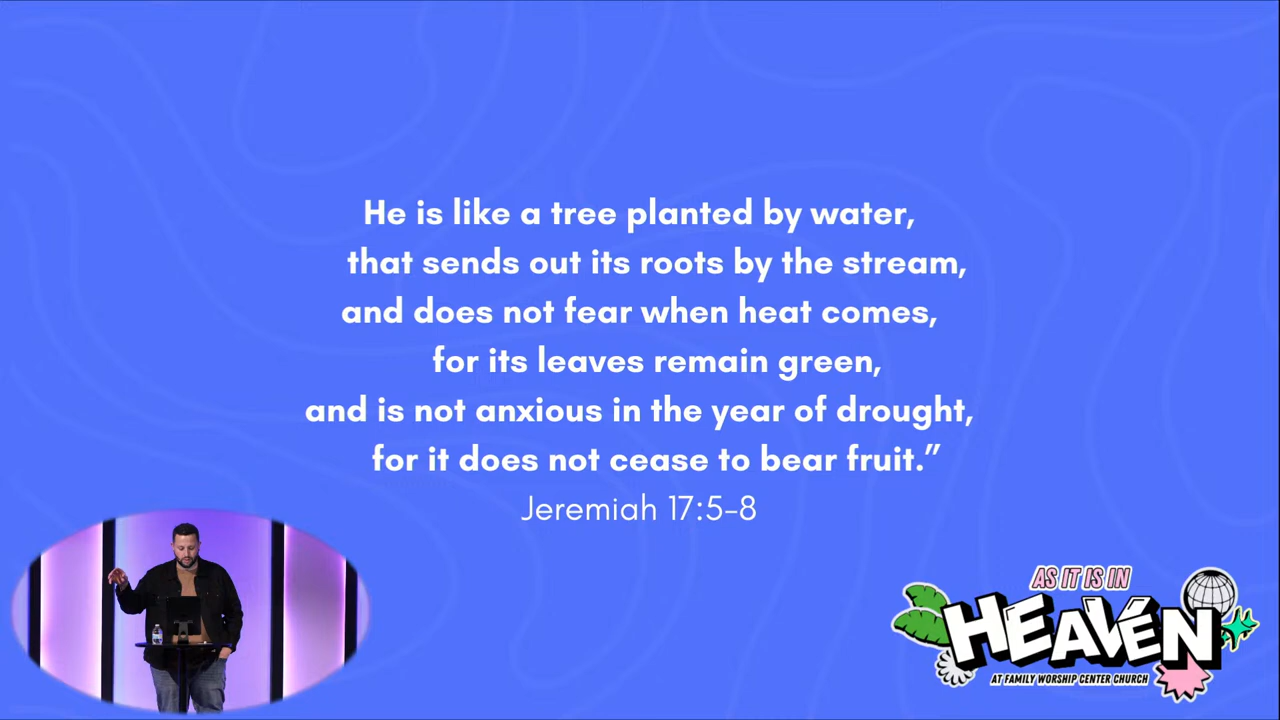 He is like a tree planted by water,
that sends out its roots by the stream,
and does not fear when heat comes,
for its leaves remain green,
and is not anxious in the year of drought,
for it does not cease to bear fruit.”
Jeremiah 17:5–8
AS IT IS IN
HEAVEN
AT FAMILY WORSHIP CENTER CHURCH